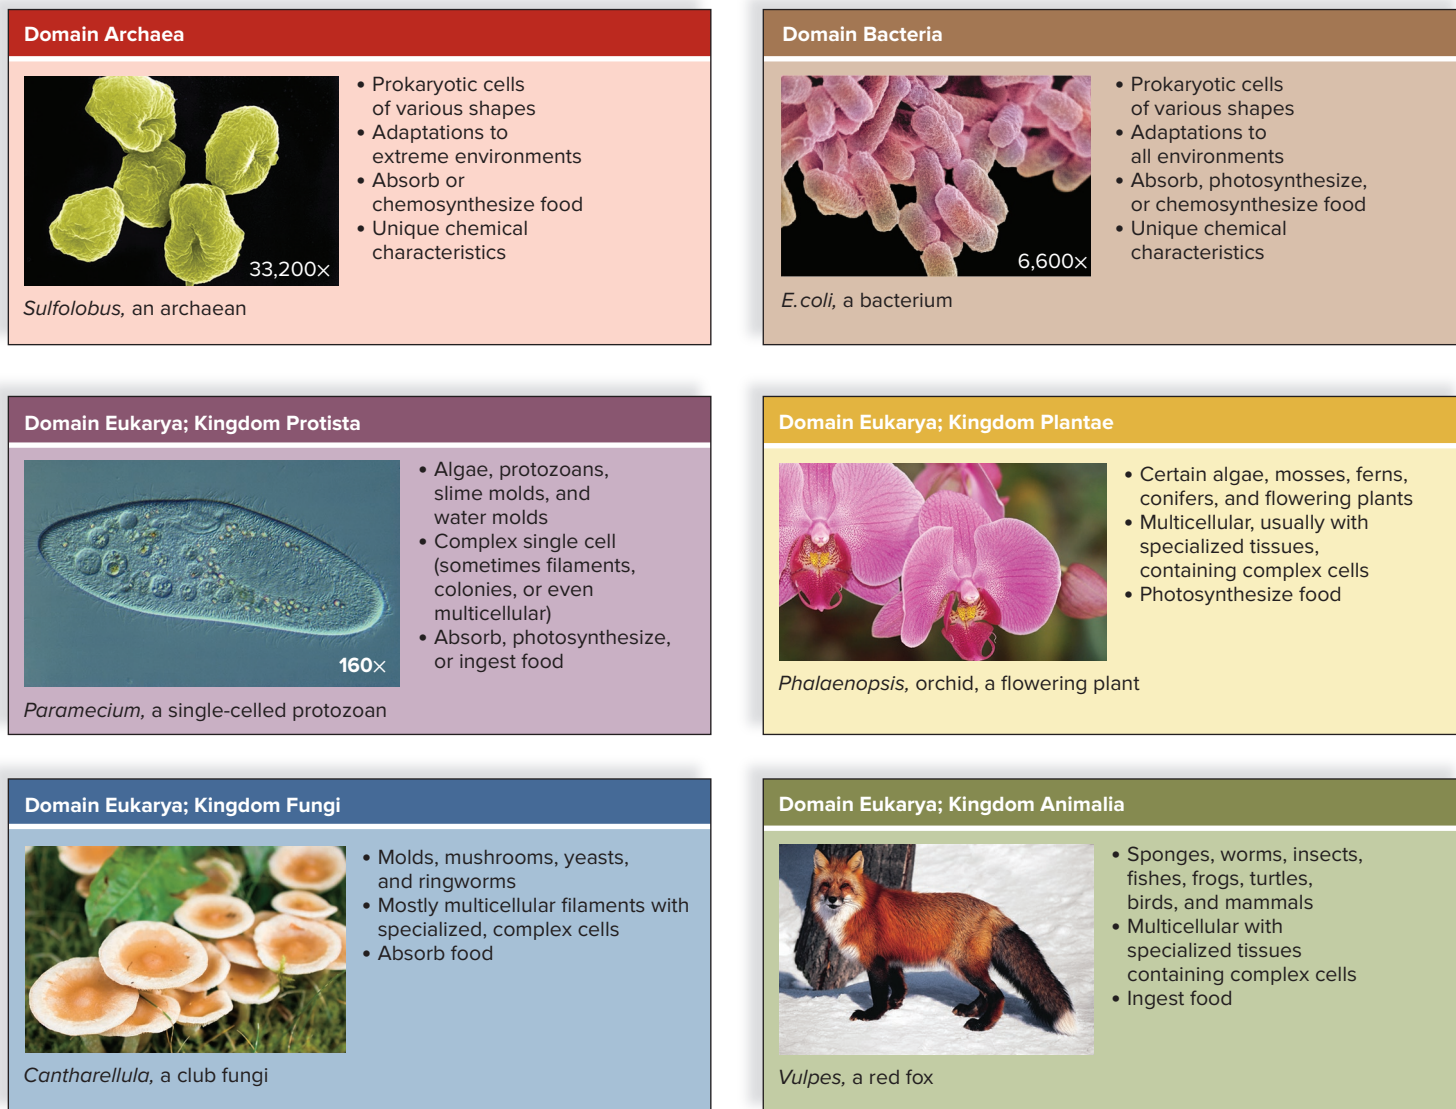 Domain Archaea
• Prokaryotic cells
of various shapes
• Adaptations to
extreme environments
• Absorb or
chemosynthesize food
• Unique chemical
characteristics
33,200×
Sulfolobus, an archaean
Domain Bacteria
• Prokaryotic cells
of various shapes
• Adaptations to
all environments
• Absorb, photosynthesize,
or chemosynthesize food
• Unique chemical
characteristics
6,600×
E.coli, a bacterium
Domain Eukarya; Kingdom Protista
• Algae, protozoans,
slime molds, and
water molds
• Complex single cell
(sometimes filaments,
colonies, or even
multicellular)
• Absorb, photosynthesize,
or ingest food
160×
Paramecium, a single-celled protozoan
Domain Eukarya; Kingdom Plantae
• Certain algae, mosses, ferns,
conifers, and flowering plants
• Multicellular, usually with
specialized tissues,
containing complex cells
• Photosynthesize food
Phalaenopsis, orchid, a flowering plant
Domain Eukarya; Kingdom Fungi
• Molds, mushrooms, yeasts,
and ringworms
• Mostly multicellular filaments with
specialized, complex cells
• Absorb food
Cantharellula, a club fungi
Domain Eukarya; Kingdom Animalia
• Sponges, worms, insects,
fishes, frogs, turtles,
birds, and mammals
• Multicellular with
specialized tissues
containing complex cells
• Ingest food
Vulpes, a red fox